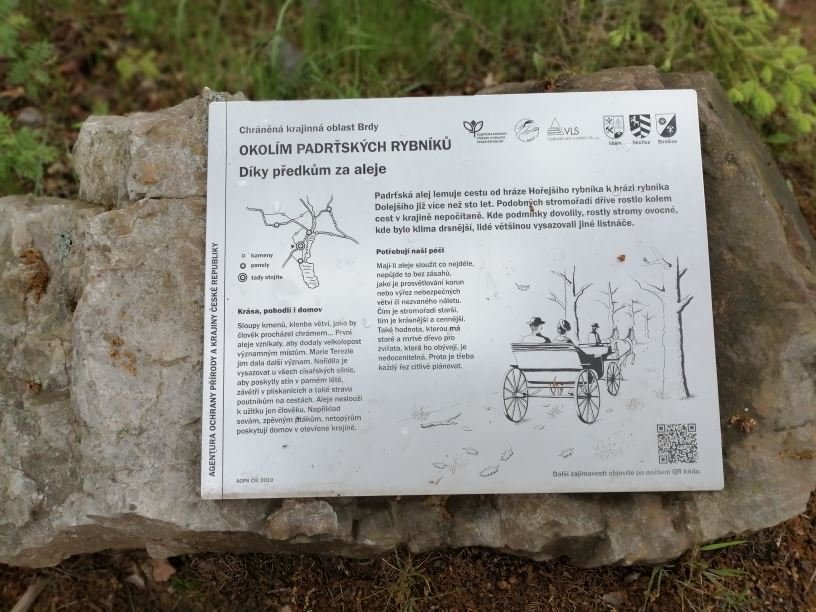 Chráněná krajinná oblast Brdy
OKOLÍM PADRŤSKÝCH RYBNÍKŮ
Díky předkům za aleje
AGENTURA OCHRANY
PŘÍRODY A KRAJINY
ČESKÉ REPUBLIKY
VLS
Věšín
Skořice
Strašice
Padrťská alej lemuje cestu od hráze Hořejšího rybníka k hrázi rybníka
Dolejšího již více než sto let. Podobných stromořadí dříve rostlo kolem
cest v krajině nepočítaně. Kde podmínky dovolily, rostly stromy ovocné,
kde bylo klima drsnější, lidé většinou vysazovali jiné listnáče.
kameny
panely
tady stojíte
Krása, pohodlí i domov
Sloupy kmenů, klenba větví, jako by
člověk procházel chrámem... První
aleje vznikaly, aby dodaly velkolepost
významným místům. Marie Terezie
jim dala další význam. Nařídila je
vysazovat u všech císařských silnic,
aby poskytly stín v parném létě,
závětří v plískanicích a také stravu
poutníkům na cestách. Aleje neslouží
k užitku jen člověku. Například
sovám, zpěvným ptákům, netopýrům
poskytují domov v otevřené krajině.
Potřebují naši péči
Mají-li aleje sloužit co nejdéle,
nepůjde to bez zásahů,
jako je prosvětlování korun
nebo výřez nebezpečných
větví či nezvaného náletu.
Čím je stromořadí starší,
tím je krásnější a cennější.
Také hodnota, kterou má
staré a mrtvé dřevo pro
zvířata, která ho obývají, je
nedocenitelná. Proto je třeba
každý řez citlivě plánovat.
AGENTURA OCHRANY PŘÍRODY A KRAJINY ČESKÉ REPUBLIKY
AOPK ČR, 2019
Další zajímavosti objevíte po načtení QR kódu.